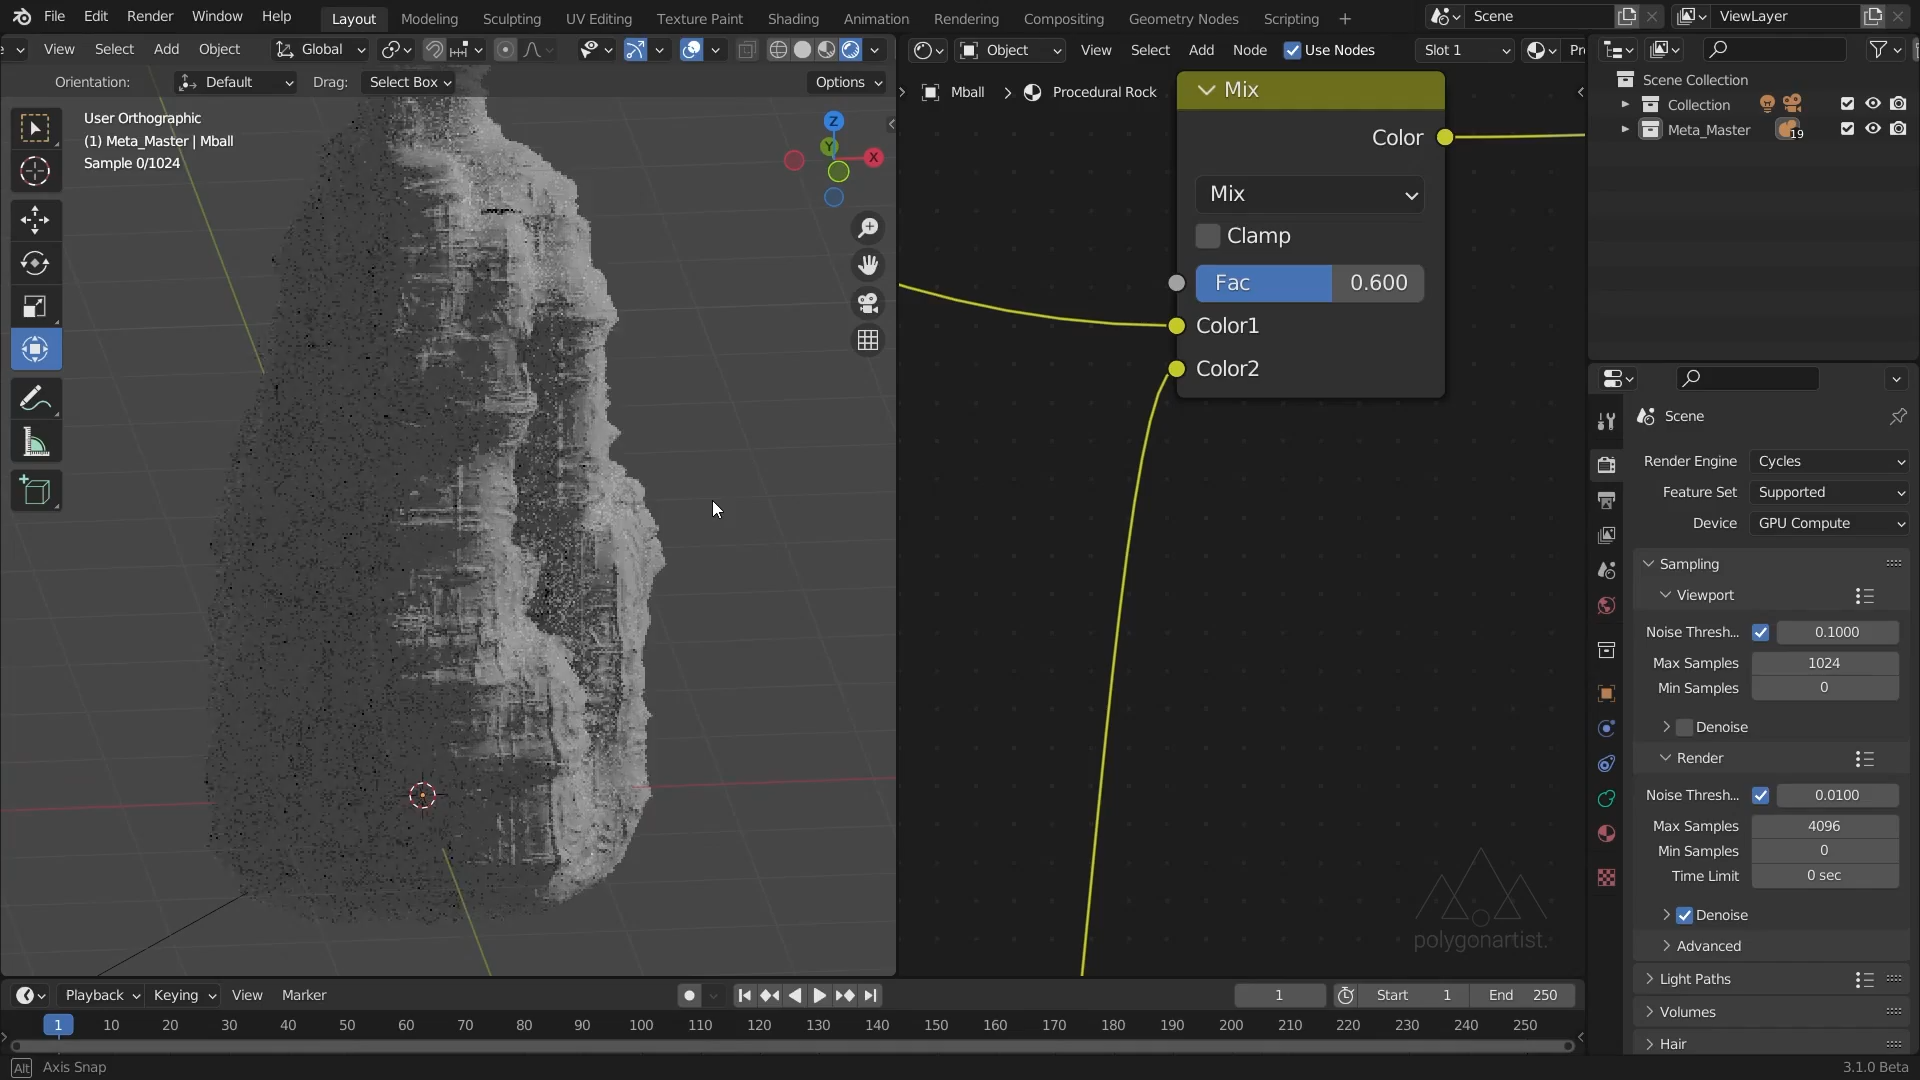 File Edit Render Window Help Layout Modeling Sculpting UV Editing Texture Paint Shading Animation Rendering Compositing Geometry Nodes Scripting + Scene ViewLayer
View Select Add Object Global Object View Select Add Node Use Nodes Slot 1
Orientation: Default Drag: Select Box Options
User Orthographic
(1) Meta_Master | Mball
Sample 0/1024
Z
Y
X
Mball > Procedural Rock
Mix
Color
Mix
Clamp
Fac 0.600
Color1
Color2
polygonartist.
Scene Collection
Collection
Meta_Master 19
Scene
Render Engine Cycles
Feature Set Supported
Device GPU Compute
Sampling
Viewport
Noise Thresh... 0.1000
Max Samples 1024
Min Samples 0
Denoise
Render
Noise Thresh... 0.0100
Max Samples 4096
Min Samples 0
Time Limit 0 sec
Denoise
Advanced
Light Paths
Volumes
Hair
Playback Keying View Marker 1 Start 1 End 250
1 10 20 30 40 50 60 70 80 90 100 110 120 130 140 150 160 170 180 190 200 210 220 230 240 250
Alt Axis Snap 3.1.0 Beta